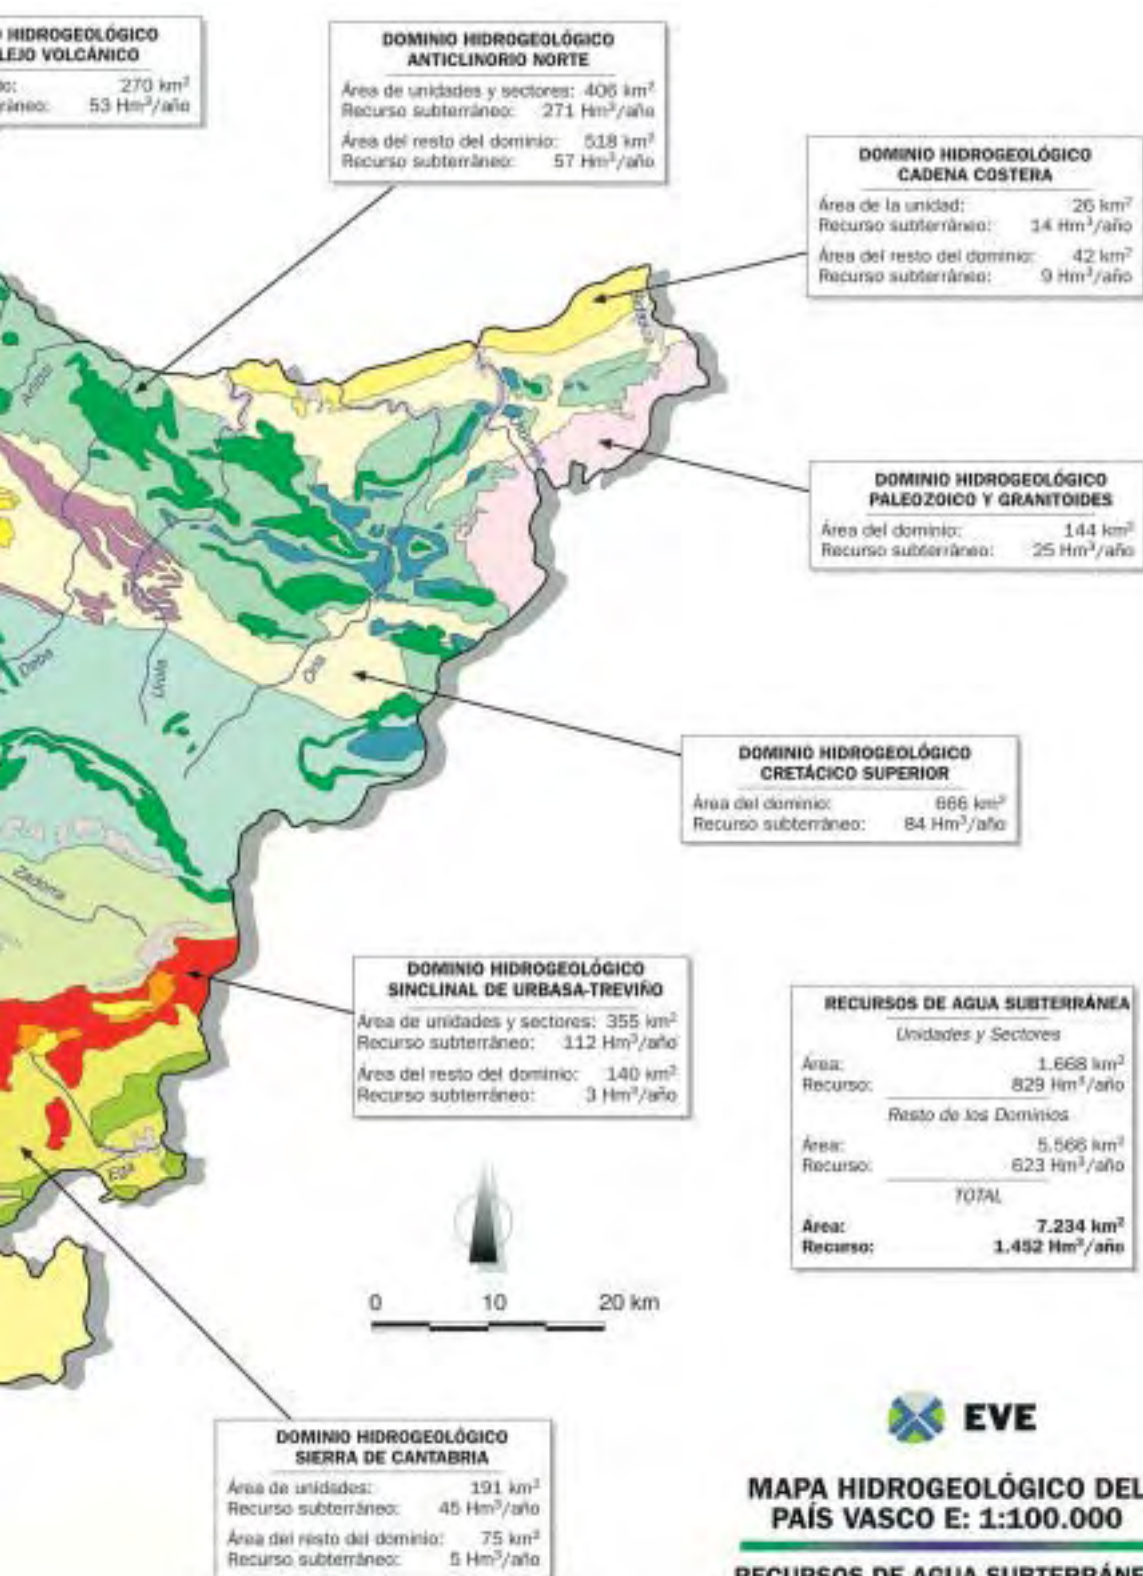 O HIDROGEOLÓGICO
LEJO VOLCÁNICO
to: 270 km²
ráneo: 53 Hm³/año
DOMINIO HIDROGEOLÓGICO
ANTICLINORIO NORTE
Área de unidades y sectores: 406 km²
Recurso subterráneo: 271 Hm³/año
Área del resto del dominio: 518 km²
Recurso subterráneo: 57 Hm³/año
DOMINIO HIDROGEOLÓGICO
CADENA COSTERA
Área de la unidad: 26 km²
Recurso subterráneo: 14 Hm³/año
Área del resto del dominio: 42 km²
Recurso subterráneo: 9 Hm³/año
DOMINIO HIDROGEOLÓGICO
PALEOZOICO Y GRANITOIDES
Área del dominio: 144 km²
Recurso subterráneo: 25 Hm³/año
Deba
Urola
Oria
DOMINIO HIDROGEOLÓGICO
CRETÁCICO SUPERIOR
Área del dominio: 666 km²
Recurso subterráneo: 84 Hm³/año
Zadorra
DOMINIO HIDROGEOLÓGICO
SINCLINAL DE URBASA-TREVIÑO
Área de unidades y sectores: 355 km²
Recurso subterráneo: 112 Hm³/año
Área del resto del dominio: 140 km²
Recurso subterráneo: 3 Hm³/año
RECURSOS DE AGUA SUBTERRÁNEA
Unidades y Sectores
Área: 1.668 km²
Recurso: 829 Hm³/año
Resto de los Dominios
Área: 5.566 km²
Recurso: 623 Hm³/año
TOTAL
Área: 7.234 km²
Recurso: 1.452 Hm³/año
Ega
0 10 20 km
DOMINIO HIDROGEOLÓGICO
SIERRA DE CANTABRIA
Área de unidades: 191 km²
Recurso subterráneo: 45 Hm³/año
Área del resto del dominio: 75 km²
Recurso subterráneo: 5 Hm³/año
EVE
MAPA HIDROGEOLÓGICO DEL
PAÍS VASCO E: 1:100.000
RECURSOS DE AGUA SUBTERRÁNE